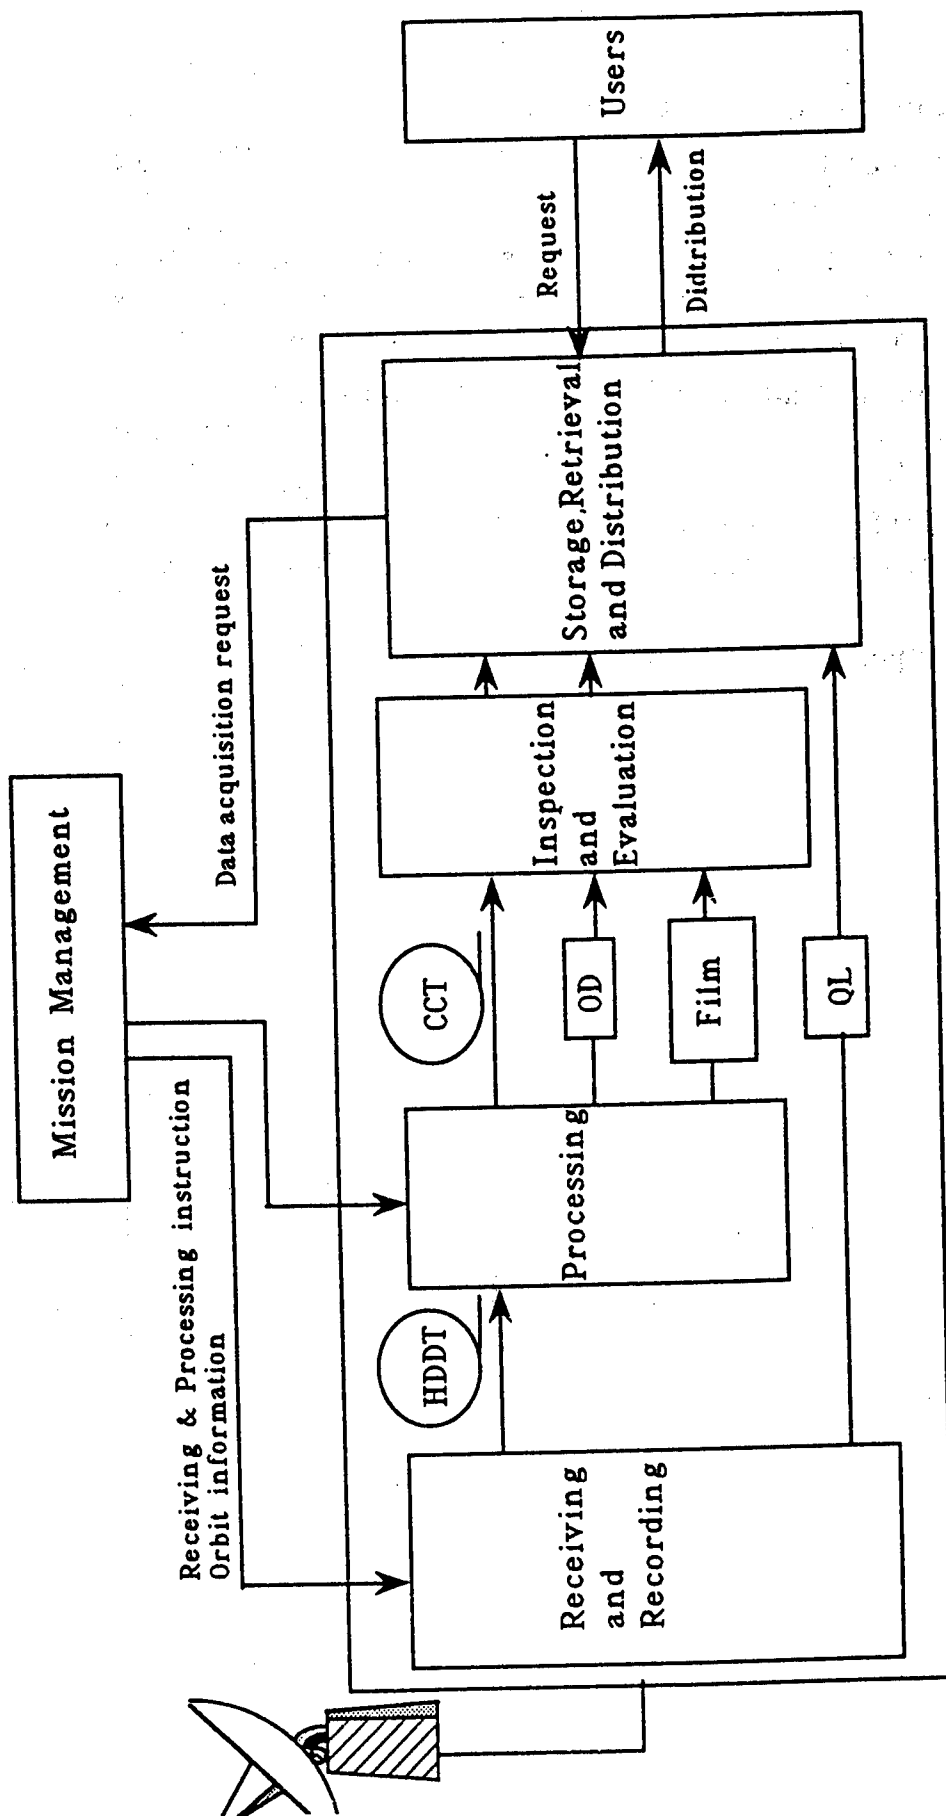 Mission Management
Receiving & Processing instruction
Orbit information
Data acquisition request
Receiving
and
Recording
HDDT
Processing
CCT
OD
Film
QL
Inspection
and
Evaluation
Storage,Retrieval
and Distribution
Request
Didtribution
Users